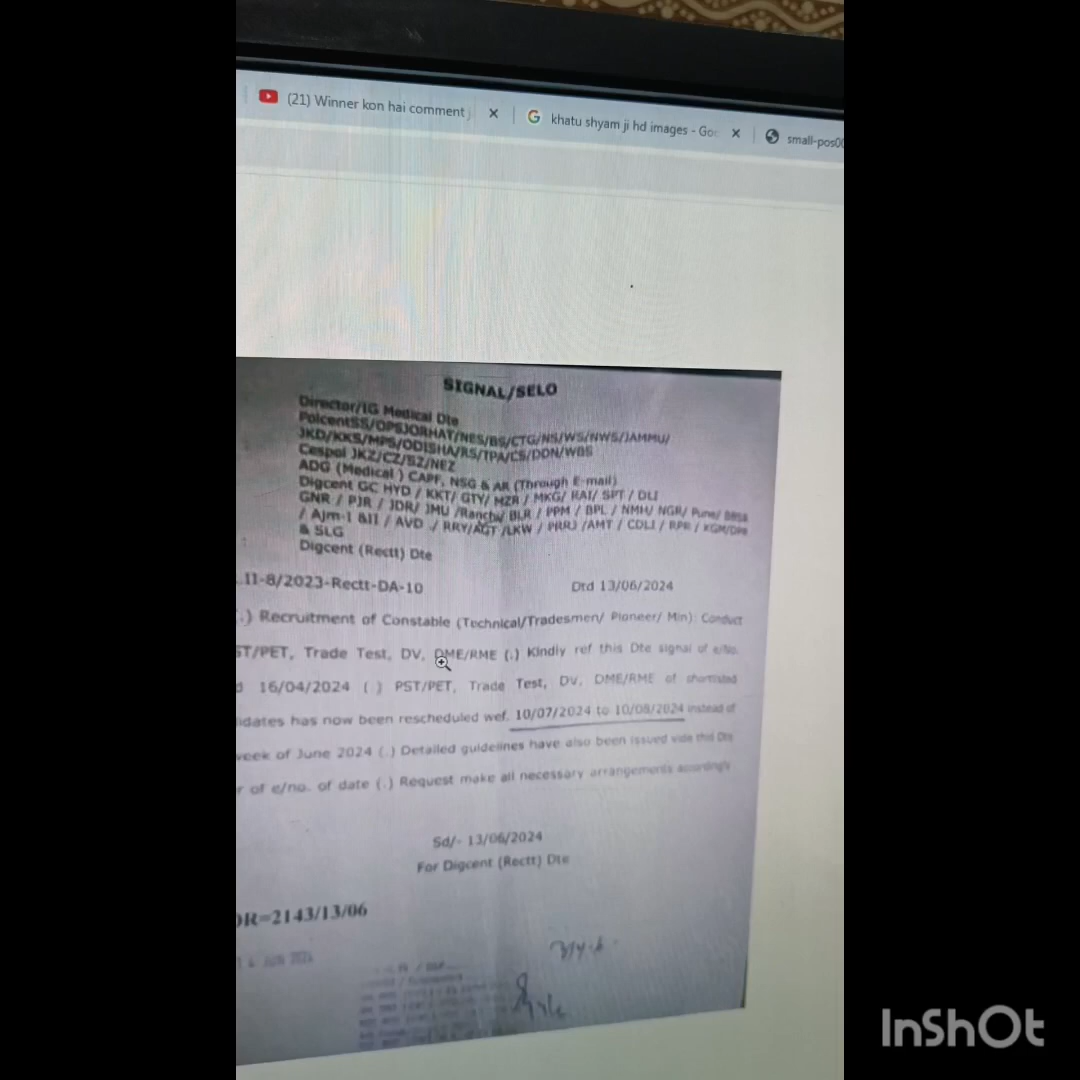 (21) Winner kon hai comment
khatu shyam ji hd images - Goo
small-pos00
SIGNAL/SELO
Director/IG Medical Dte
PolcentSS/OPSJORHAT/NES/BS/CTG/NS/WS/NWS/JAMMU/
JKD/KKS/MPS/ODISHA/RS/TPA/CS/DDN/WBS
Cespol JKZ/CZ/SZ/NEZ
ADG (Medical ) CAPF, NSG & AR (Through E-mail)
Digcent GC HYD / KKT/ GTY/ MZR / MKG/ RAI/ SPT / DLI
GNR / PJR / JDR/ JMU /Ranchi/ BLR / PPM / BPL / NMH/ NGR/ Pune/
/ Ajm-I &II / AVD / RRY/AGT /LKW / PRRJ /AMT / CDLI / RPR /
& SLG
Digcent (Rectt) Dte
II-8/2023-Rectt-DA-10 Dtd 13/06/2024
.) Recruitment of Constable (Technical/Tradesmen/ Pioneer/ Min): Conduct
ST/PET, Trade Test, DV, DME/RME (.) Kindly ref this Dte signal of e/No.
d 16/04/2024 ( ) PST/PET, Trade Test, DV, DME/RME of shortlisted
idates has now been rescheduled wef. 10/07/2024 to 10/08/2024 instead of
week of June 2024 (.) Detailed guidelines have also been issued vide this Dte
r of e/no. of date (.) Request make all necessary arrangements accordingly
Sd/- 13/06/2024
For Digcent (Rectt) Dte
DR=2143/13/06
JUN 2024
InShOt